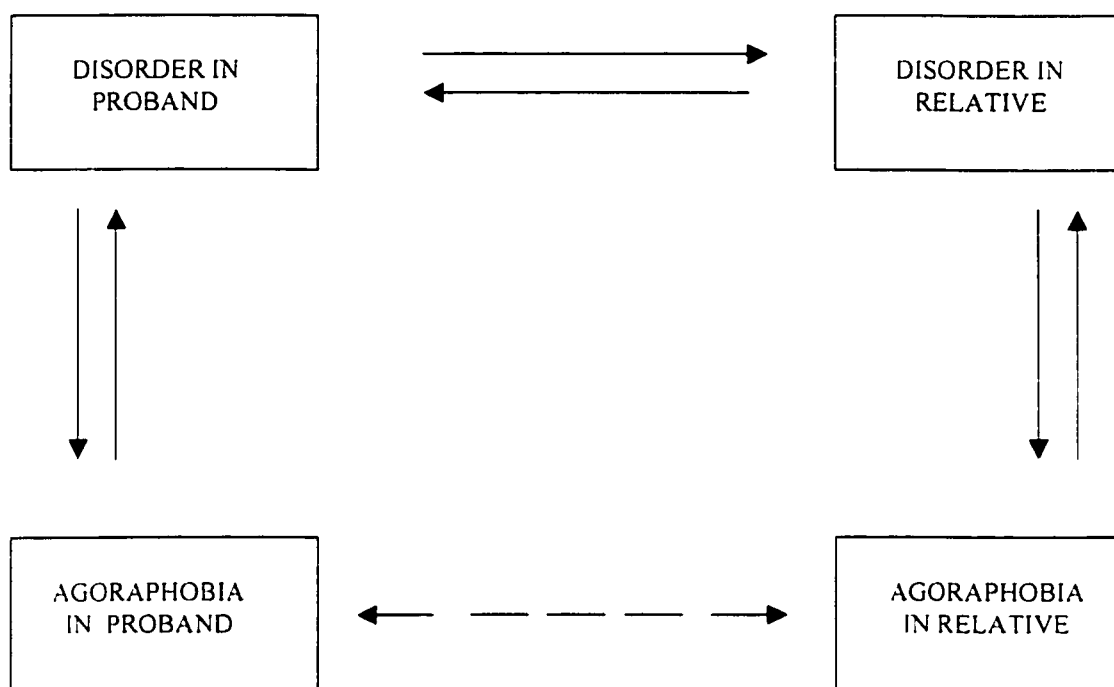 DISORDER IN
PROBAND
DISORDER IN
RELATIVE
AGORAPHOBIA
IN PROBAND
AGORAPHOBIA
IN RELATIVE